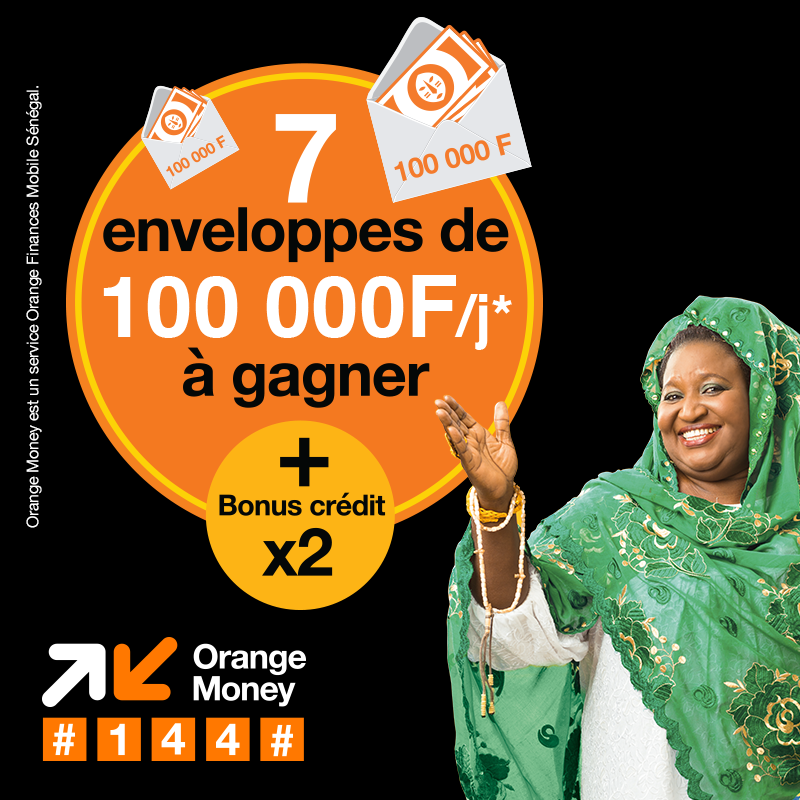 Orange Money est un service Orange Finances Mobile Sénégal.
100 000 F
100 000 F
7
enveloppes de
100 000F/j*
à gagner
+
Bonus crédit
x2
Orange
Money
#144#